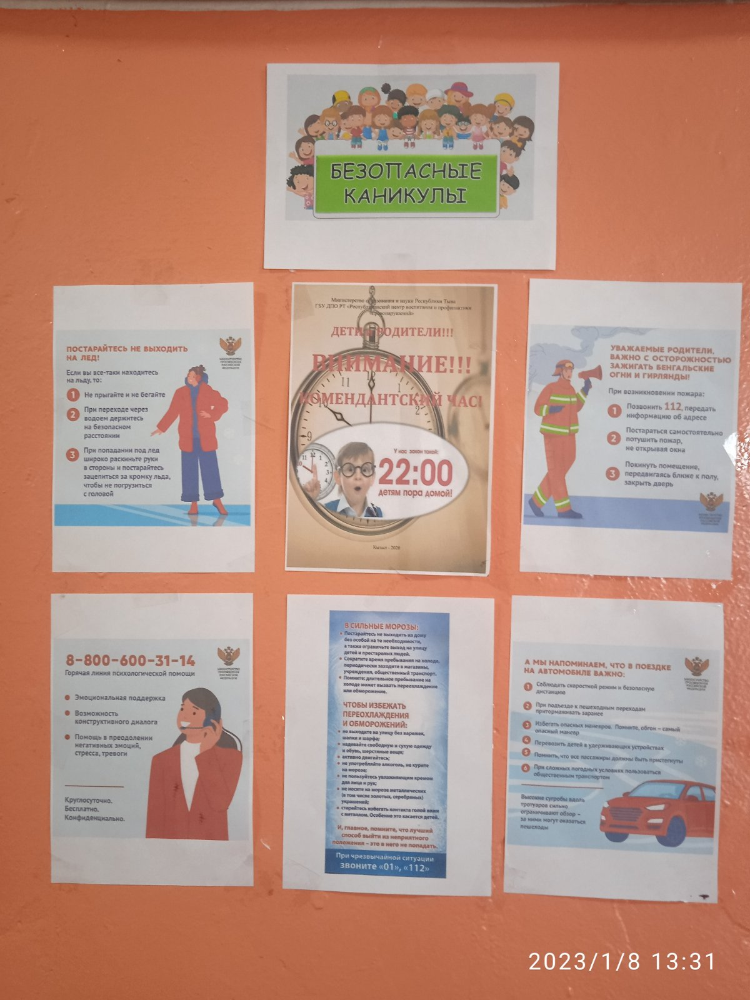 БЕЗОПАСНЫЕ
КАНИКУЛЫ
ПОСТАРАЙТЕСЬ НЕ ВЫХОДИТЬ
НА ЛЕД!
МИНИСТЕРСТВО
ПРОСВЕЩЕНИЯ
РОССИЙСКОЙ
ФЕДЕРАЦИИ
Если вы все-таки находитесь
на льду, то:
1 Не прыгайте и не бегайте
2 При переходе через
водоем держитесь
на безопасном
расстоянии
3 При попадании под лед
широко раскиньте руки
в стороны и постарайтесь
зацепиться за кромку льда,
чтобы не погрузиться
с головой
Министерство образования и науки Республики Тыва
ГБУ ДПО РТ «Республиканский центр воспитания и профилактики
правонарушений»
ДЕТИ И РОДИТЕЛИ!!!
ВНИМАНИЕ!!!
КОМЕНДАНТСКИЙ ЧАС!
У нас закон такой:
22:00
детям пора домой!
Кызыл - 2020
УВАЖАЕМЫЕ РОДИТЕЛИ,
ВАЖНО С ОСТОРОЖНОСТЬЮ
ЗАЖИГАТЬ БЕНГАЛЬСКИЕ
ОГНИ И ГИРЛЯНДЫ!
При возникновении пожара:
1 Позвонить 112, передать
информацию об адресе
2 Постараться самостоятельно
потушить пожар,
не открывая окна
3 Покинуть помещение,
передвигаясь ближе к полу,
закрыть дверь
МИНИСТЕРСТВО
ПРОСВЕЩЕНИЯ
РОССИЙСКОЙ
ФЕДЕРАЦИИ
8-800-600-31-14
Горячая линия психологической помощи
МИНИСТЕРСТВО
ПРОСВЕЩЕНИЯ
РОССИЙСКОЙ
ФЕДЕРАЦИИ
Эмоциональная поддержка
Возможность
конструктивного диалога
Помощь в преодолении
негативных эмоций,
стресса, тревоги
Круглосуточно.
Бесплатно.
Конфиденциально.
В СИЛЬНЫЕ МОРОЗЫ:
• Постарайтесь не выходить из дому
без особой на то необходимости,
а также ограничьте выход на улицу
детей и престарелых людей.
• Сократите время пребывания на холоде,
периодически заходите в магазины,
учреждения, общественный транспорт.
• Помните: длительное пребывание на
холоде может вызвать переохлаждение
или обморожение.
ЧТОБЫ ИЗБЕЖАТЬ
ПЕРЕОХЛАЖДЕНИЯ
И ОБМОРОЖЕНИЙ:
• не выходите на улицу без варежек,
шапки и шарфа;
• надевайте свободную и сухую одежду
и обувь, шерстяные вещи;
• активно двигайтесь;
• не употребляйте алкоголь, не курите
на морозе;
• не пользуйтесь увлажняющим кремом
для лица и рук;
• не носите на морозе металлических
(в том числе золотых, серебряных)
украшений;
• старайтесь избегать контакта голой кожи
с металлом. Особенно это касается детей.
И, главное, помните, что лучший
способ выйти из неприятного
положения – это в него не попадать.
При чрезвычайной ситуации
звоните «01», «112»
А МЫ НАПОМИНАЕМ, ЧТО В ПОЕЗДКЕ
НА АВТОМОБИЛЕ ВАЖНО:
МИНИСТЕРСТВО
ПРОСВЕЩЕНИЯ
РОССИЙСКОЙ
ФЕДЕРАЦИИ
1 Соблюдать скоростной режим и безопасную
дистанцию
2 При подъезде к пешеходным переходам
притормаживать заранее
3 Избегать опасных маневров. Помните, обгон – самый
опасный маневр
4 Перевозить детей в удерживающих устройствах
5 Помнить, что все пассажиры должны быть пристегнуты
6 При сложных погодных условиях пользоваться
общественным транспортом
Высокие сугробы вдоль
тротуаров сильно
ограничивают обзор –
за ними могут оказаться
пешеходы
2023/1/8 13:31